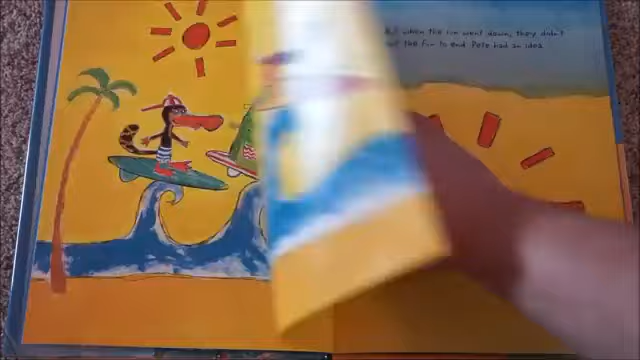 But when the sun went down, they didn't
want the fun to end. Pete had an idea.